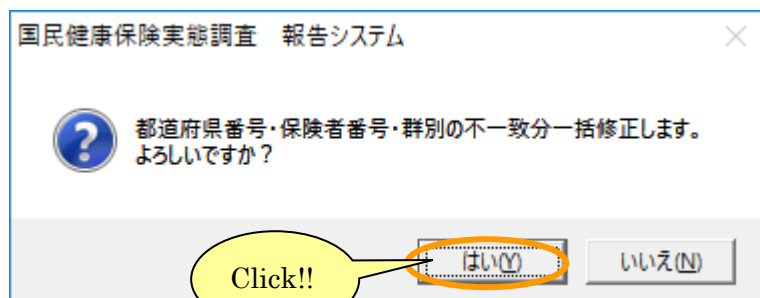 国民健康保険実態調査　報告システム
都道府県番号・保険者番号・群別の不一致分一括修正します。
よろしいですか？
Click!!
はい(Y)
いいえ(N)